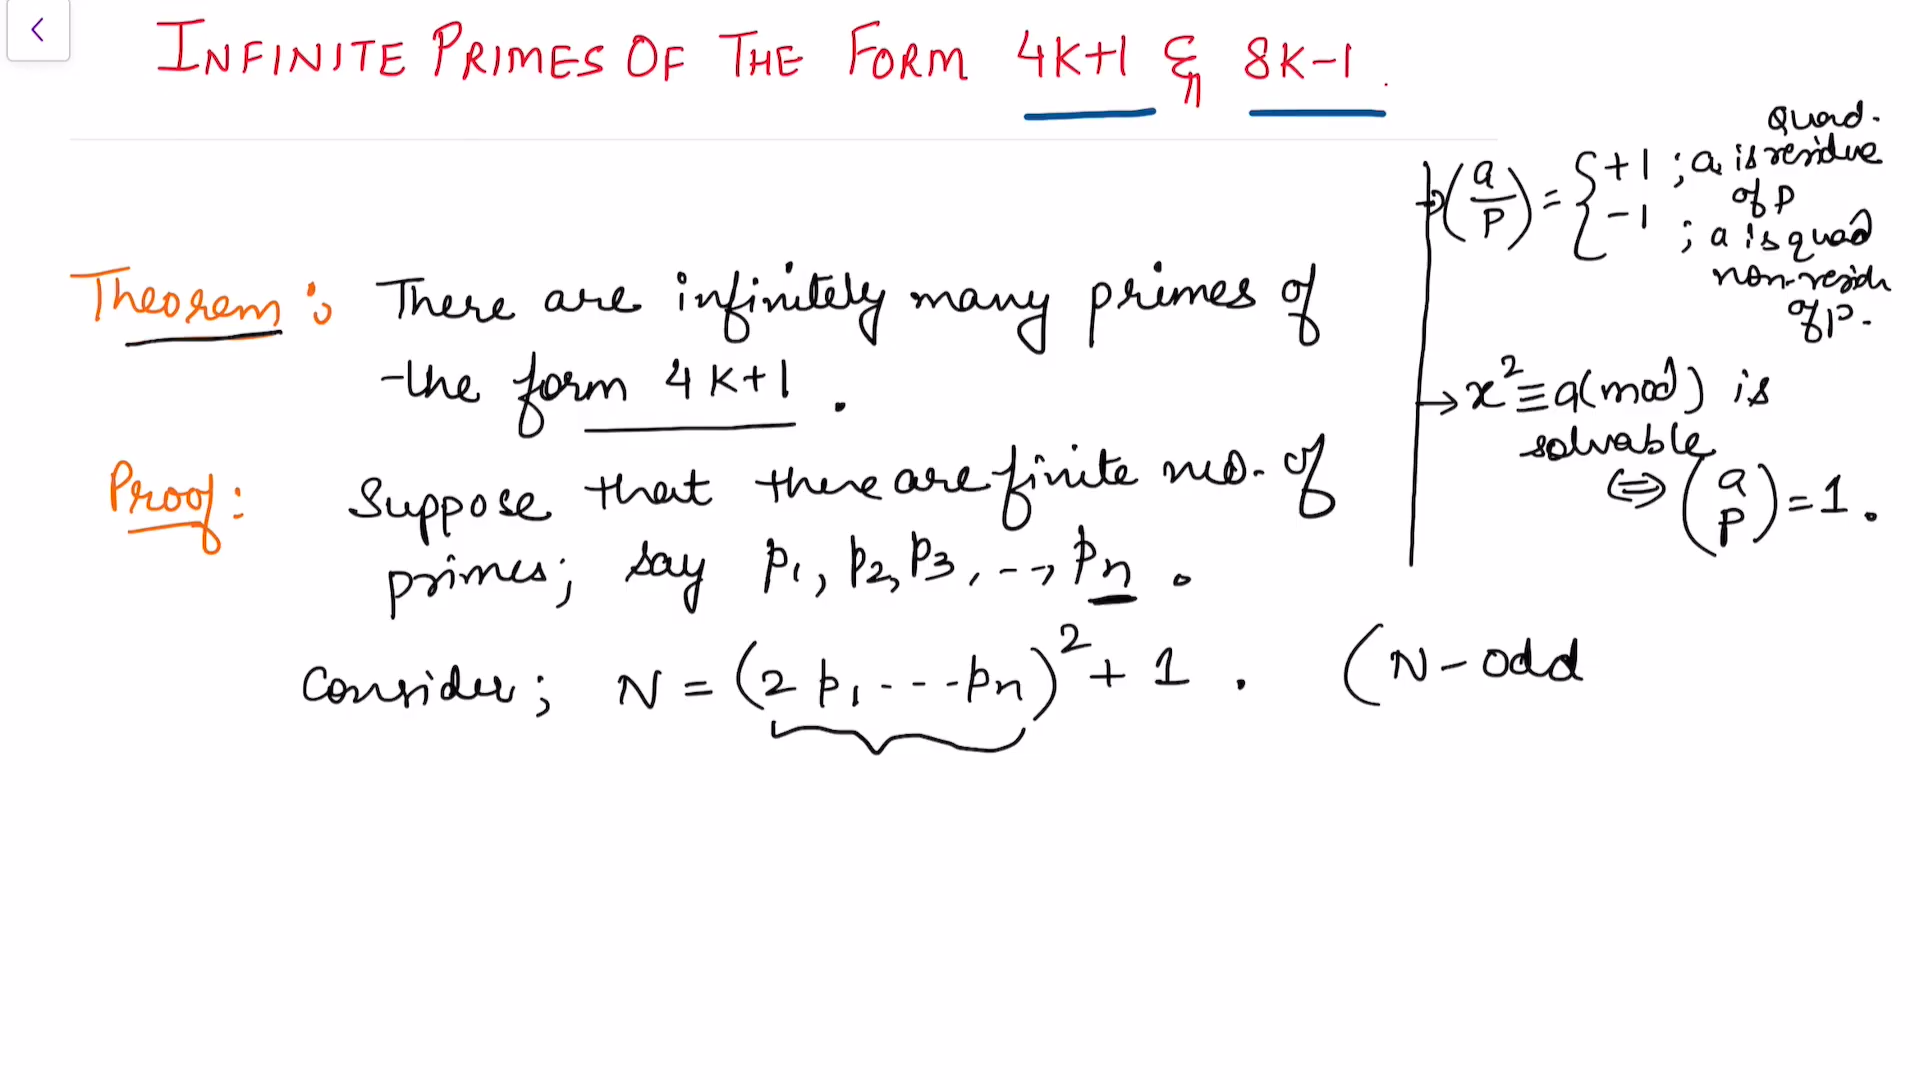 INFINITE PRIMES OF THE FORM 4K+1 & 8K-1.
Theorem: There are infinitely many primes of
the form 4K+1.
Proof: Suppose that there are finite no. of
primes; say p₁, p₂, p₃, --, pₙ.
Consider; N = (2 p₁ ---- pₙ)² + 1. (N-odd
(a/p) = { +1 ; a is quad. residue of p
-1 ; a is quad non-resid of p.
→ x² ≡ a(mod) is
solvable
⇔ (a/p) = 1.